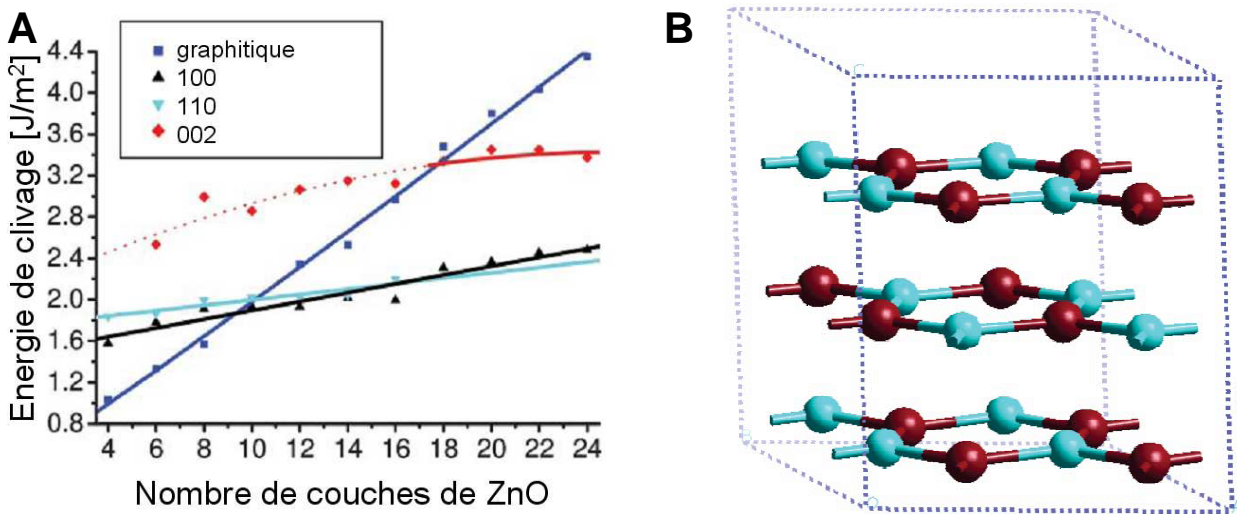 A
B
Energie de clivage [J/m²]
4.4
4.0
3.6
3.2
2.8
2.4
2.0
1.6
1.2
0.8
graphitique
100
110
002
4 6 8 10 12 14 16 18 20 22 24
Nombre de couches de ZnO
C
B
O